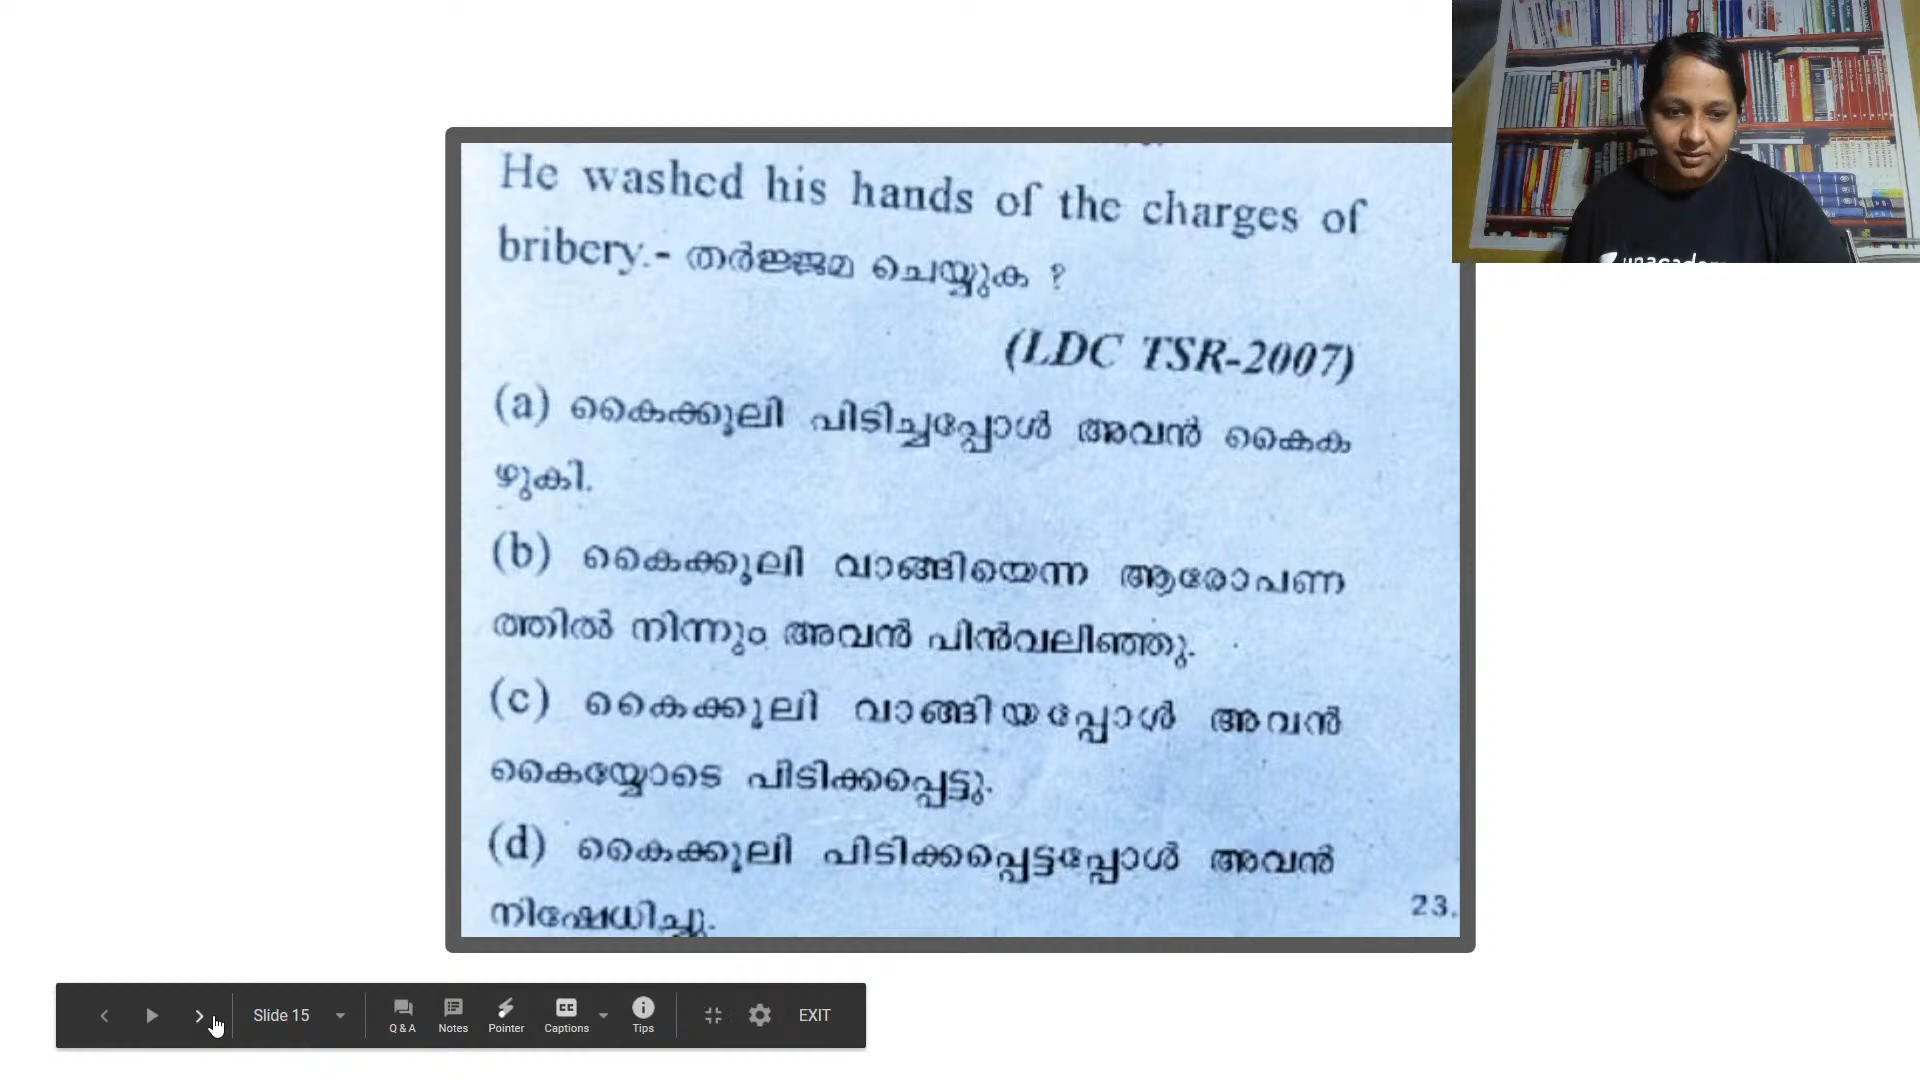 He washed his hands of the charges of
bribery.- തർജ്ജമ ചെയ്യുക ?
(LDC TSR-2007)
(a) കൈക്കൂലി പിടിച്ചപ്പോൾ അവൻ കൈക
ഴുകി.
(b) കൈക്കൂലി വാങ്ങിയെന്ന ആരോപണ
ത്തിൽ നിന്നും അവൻ പിൻവലിഞ്ഞു.
(c) കൈക്കൂലി വാങ്ങിയപ്പോൾ അവൻ
കൈയ്യോടെ പിടിക്കപ്പെട്ടു.
(d) കൈക്കൂലി പിടിക്കപ്പെട്ടപ്പോൾ അവൻ
നിഷേധിച്ചു.
23.
Slide 15
Q & A
Notes
Pointer
CC
Captions
Tips
EXIT